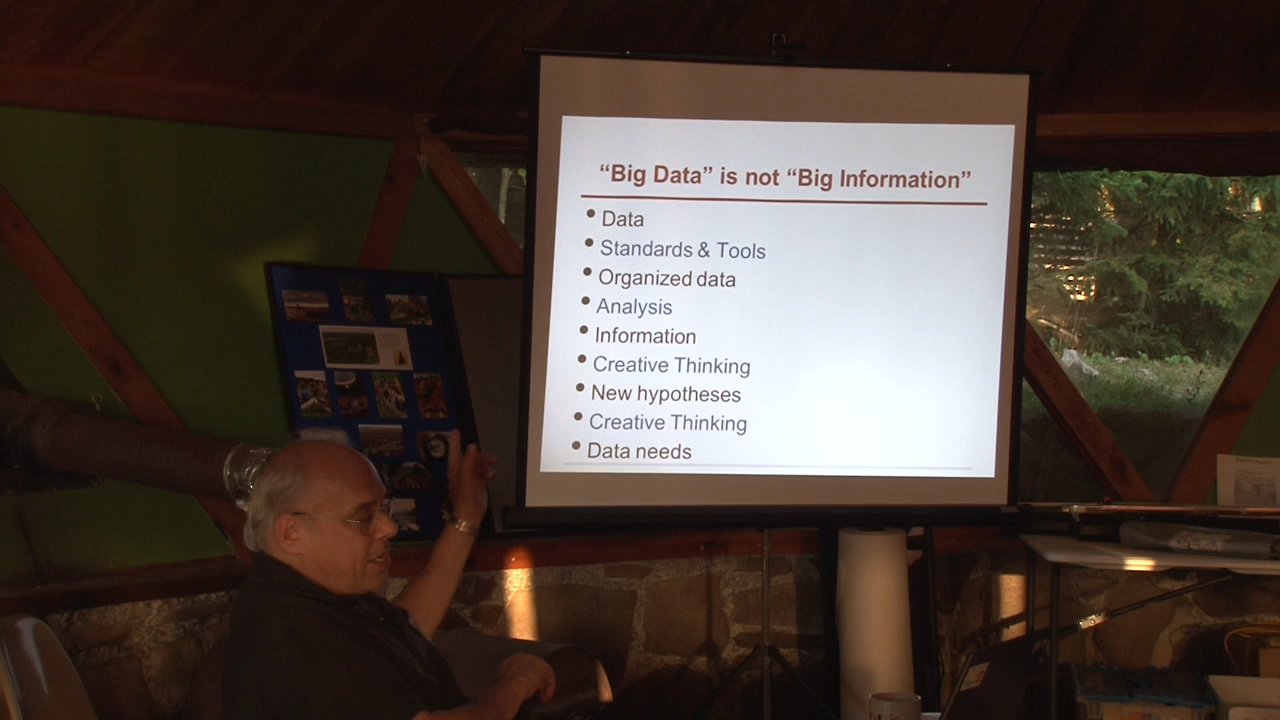 “Big Data” is not “Big Information”
• Data
• Standards & Tools
• Organized data
• Analysis
• Information
• Creative Thinking
• New hypotheses
• Creative Thinking
• Data needs